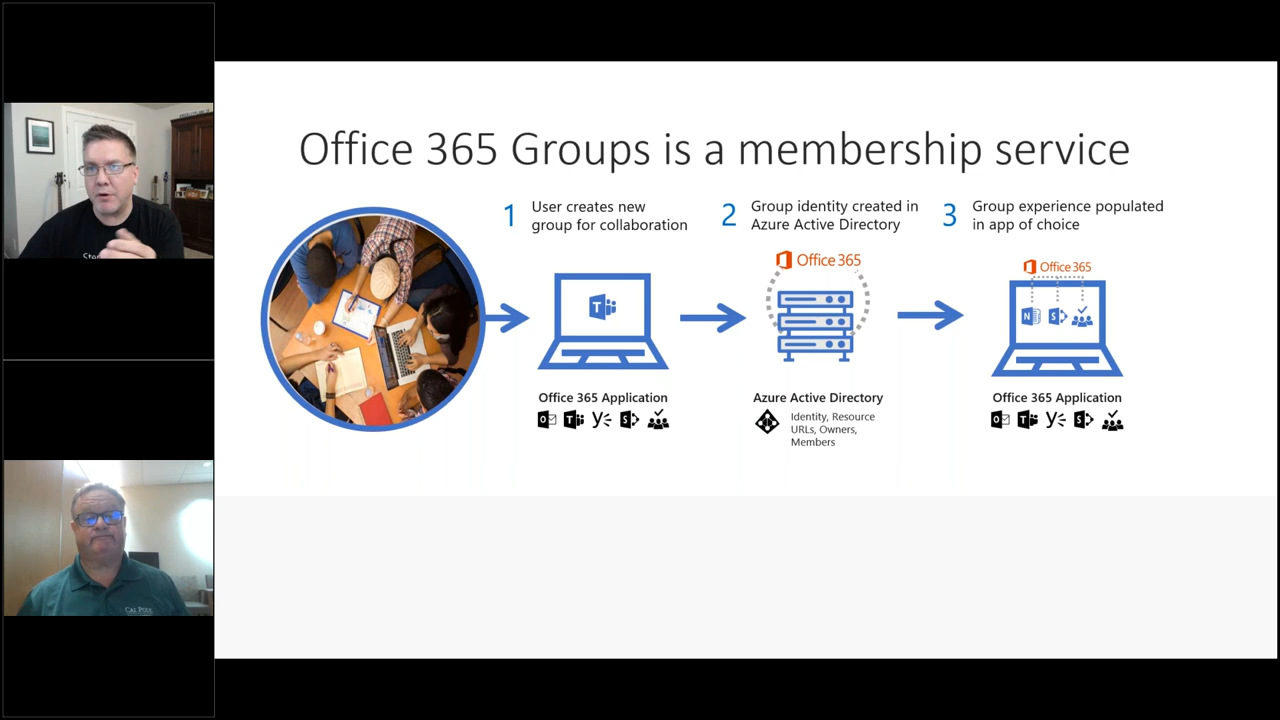 Office 365 Groups is a membership service
1
User creates new
group for collaboration
2
Group identity created in
Azure Active Directory
3
Group experience populated
in app of choice
Office 365
Office 365
Office 365 Application
Azure Active Directory
Identity, Resource
URLs, Owners,
Members
Office 365 Application
CAL POLY